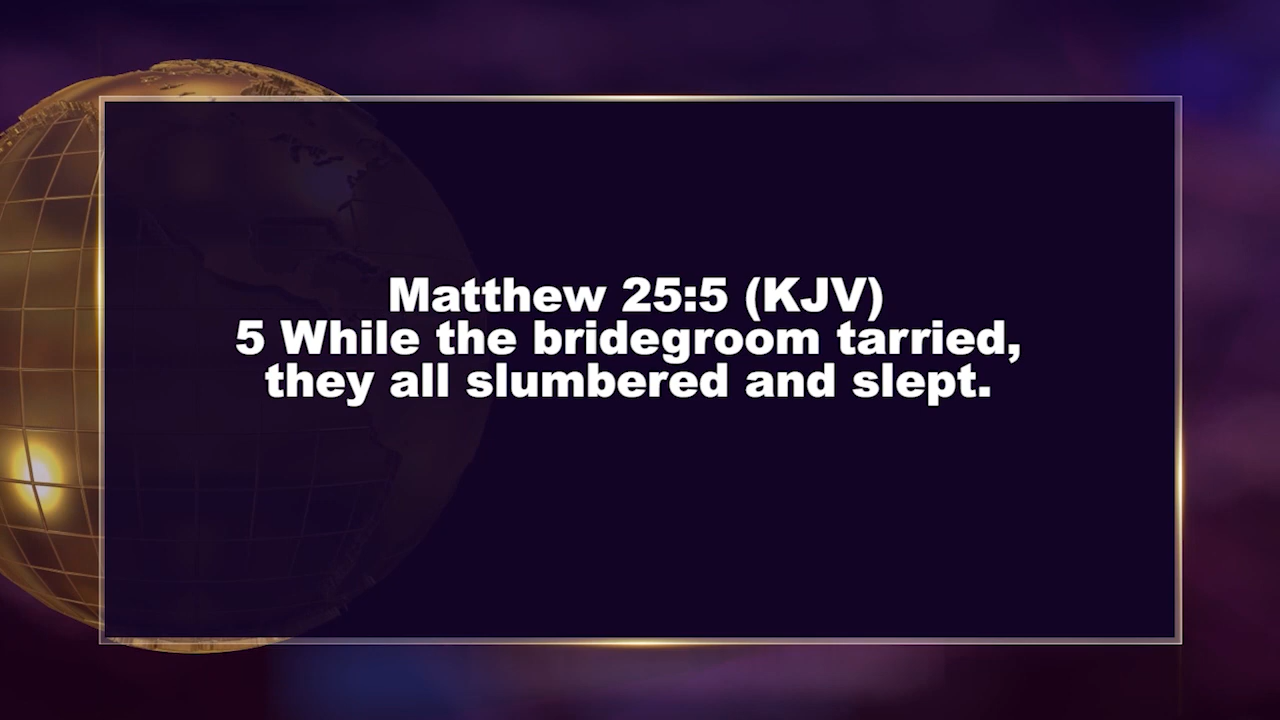 Matthew 25:5 (KJV)
5 While the bridegroom tarried,
they all slumbered and slept.